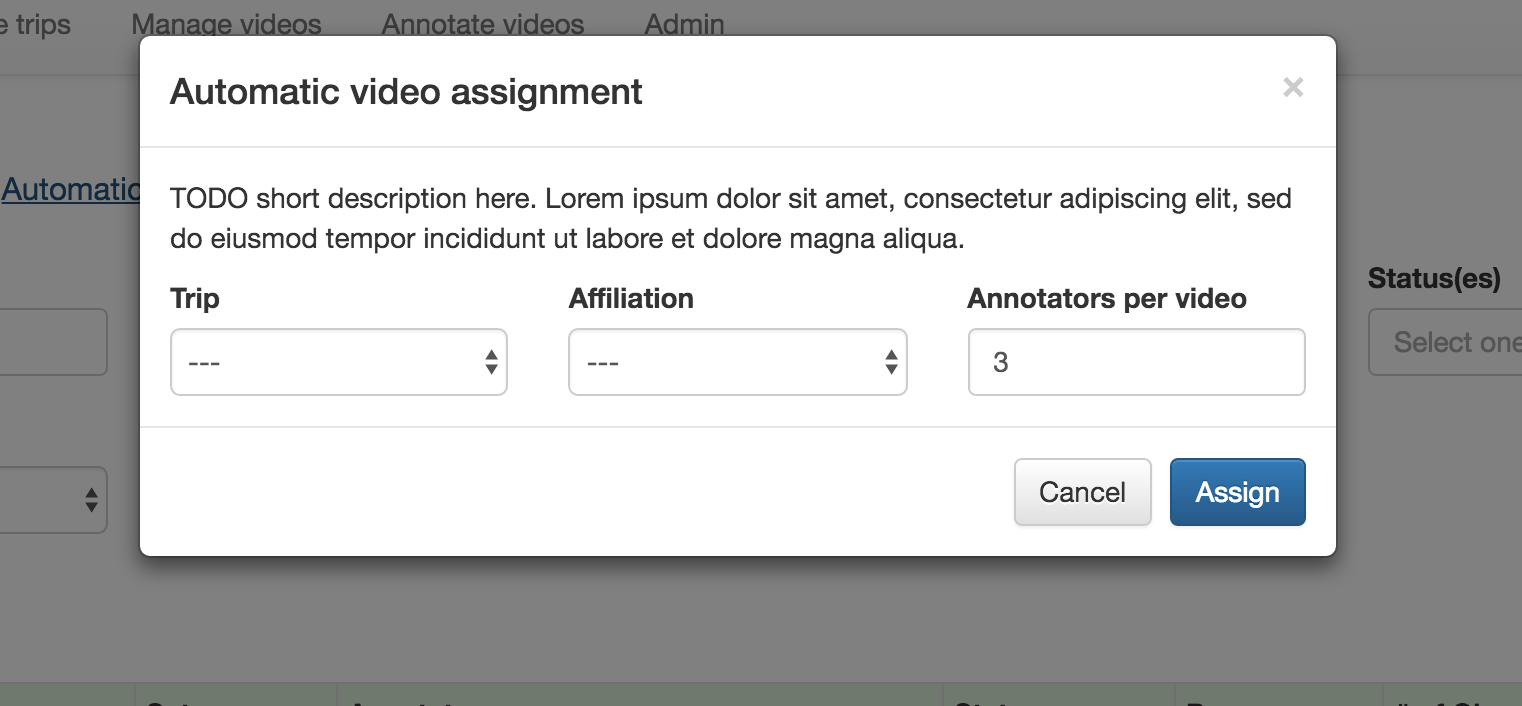 trips Manage videos Annotate videos Admin
Automatic video assignment
×
Automatic
TODO short description here. Lorem ipsum dolor sit amet, consectetur adipiscing elit, sed
do eiusmod tempor incididunt ut labore et dolore magna aliqua.
Status(es)
Trip Affiliation Annotators per video
--- --- 3
Select one
Cancel Assign